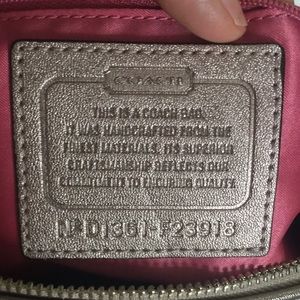 COACH
THIS IS A COACH BAG.
IT WAS HANDCRAFTED FROM THE
FINEST MATERIALS. ITS SUPERIOR
CRAFTSMANSHIP REFLECTS OUR
COMMITMENT TO ENDURING QUALITY.
Nº D1361-F23918